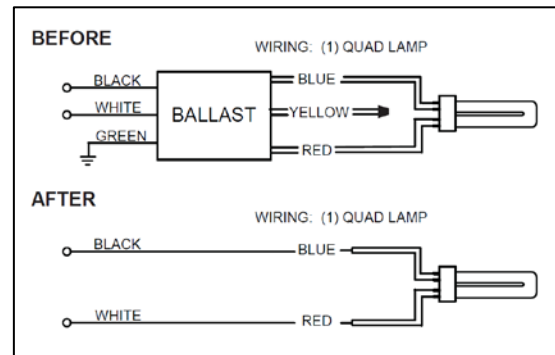 BEFORE
WIRING: (1) QUAD LAMP
BLACK
BLUE
WHITE
BALLAST
YELLOW
GREEN
RED
AFTER
WIRING: (1) QUAD LAMP
BLACK
BLUE
WHITE
RED